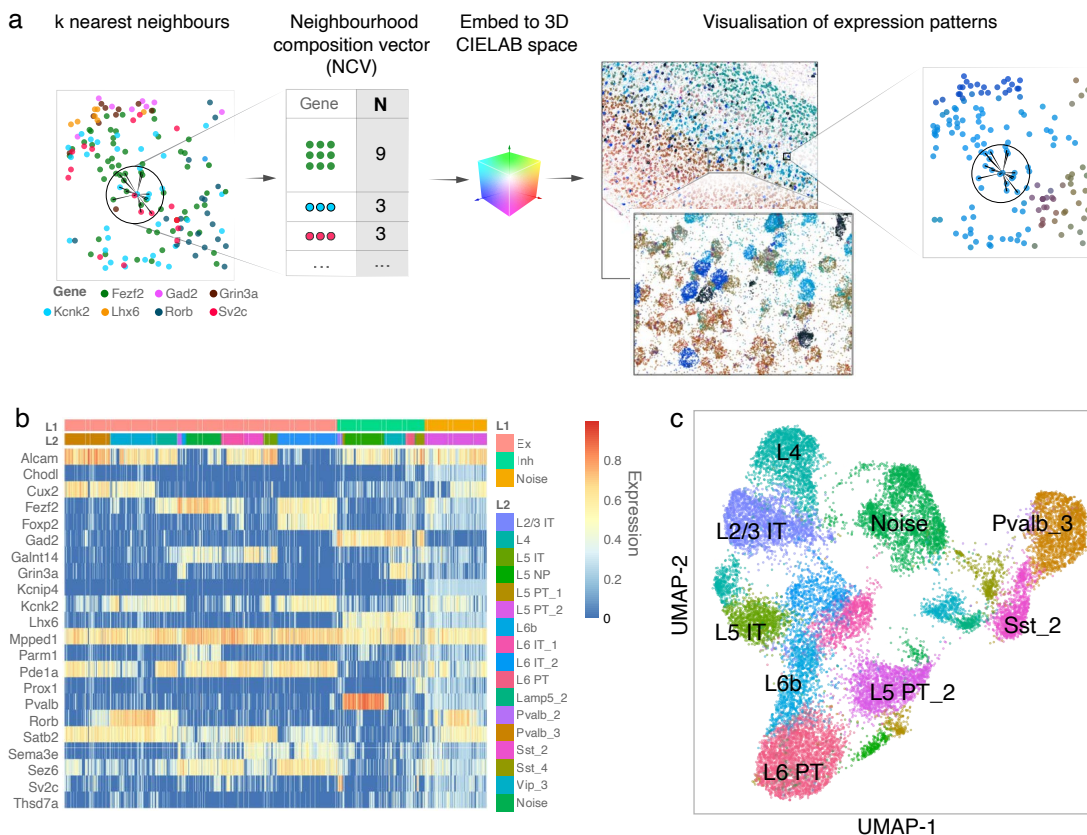 a
k nearest neighbours
Neighbourhood
composition vector
(NCV)
Embed to 3D
CIELAB space
Visualisation of expression patterns
Gene N
9
3
3
... ...
Gene Fezf2 Gad2 Grin3a
Kcnk2 Lhx6 Rorb Sv2c
b
L1
L2
Alcam
Chodl
Cux2
Fezf2
Foxp2
Gad2
Galnt14
Grin3a
Kcnip4
Kcnk2
Lhx6
Mpped1
Parm1
Pde1a
Prox1
Pvalb
Rorb
Satb2
Sema3e
Sez6
Sv2c
Thsd7a
0.8
0.6
0.4
0.2
0
Expression
L1
Ex
Inh
Noise
L2
L2/3 IT
L4
L5 IT
L5 NP
L5 PT_1
L5 PT_2
L6b
L6 IT_1
L6 IT_2
L6 PT
Lamp5_2
Pvalb_2
Pvalb_3
Sst_2
Sst_4
Vip_3
Noise
c
L4
L2/3 IT
Noise
Pvalb_3
L5 IT
Sst_2
L6b
L5 PT_2
L6 PT
UMAP-2
UMAP-1